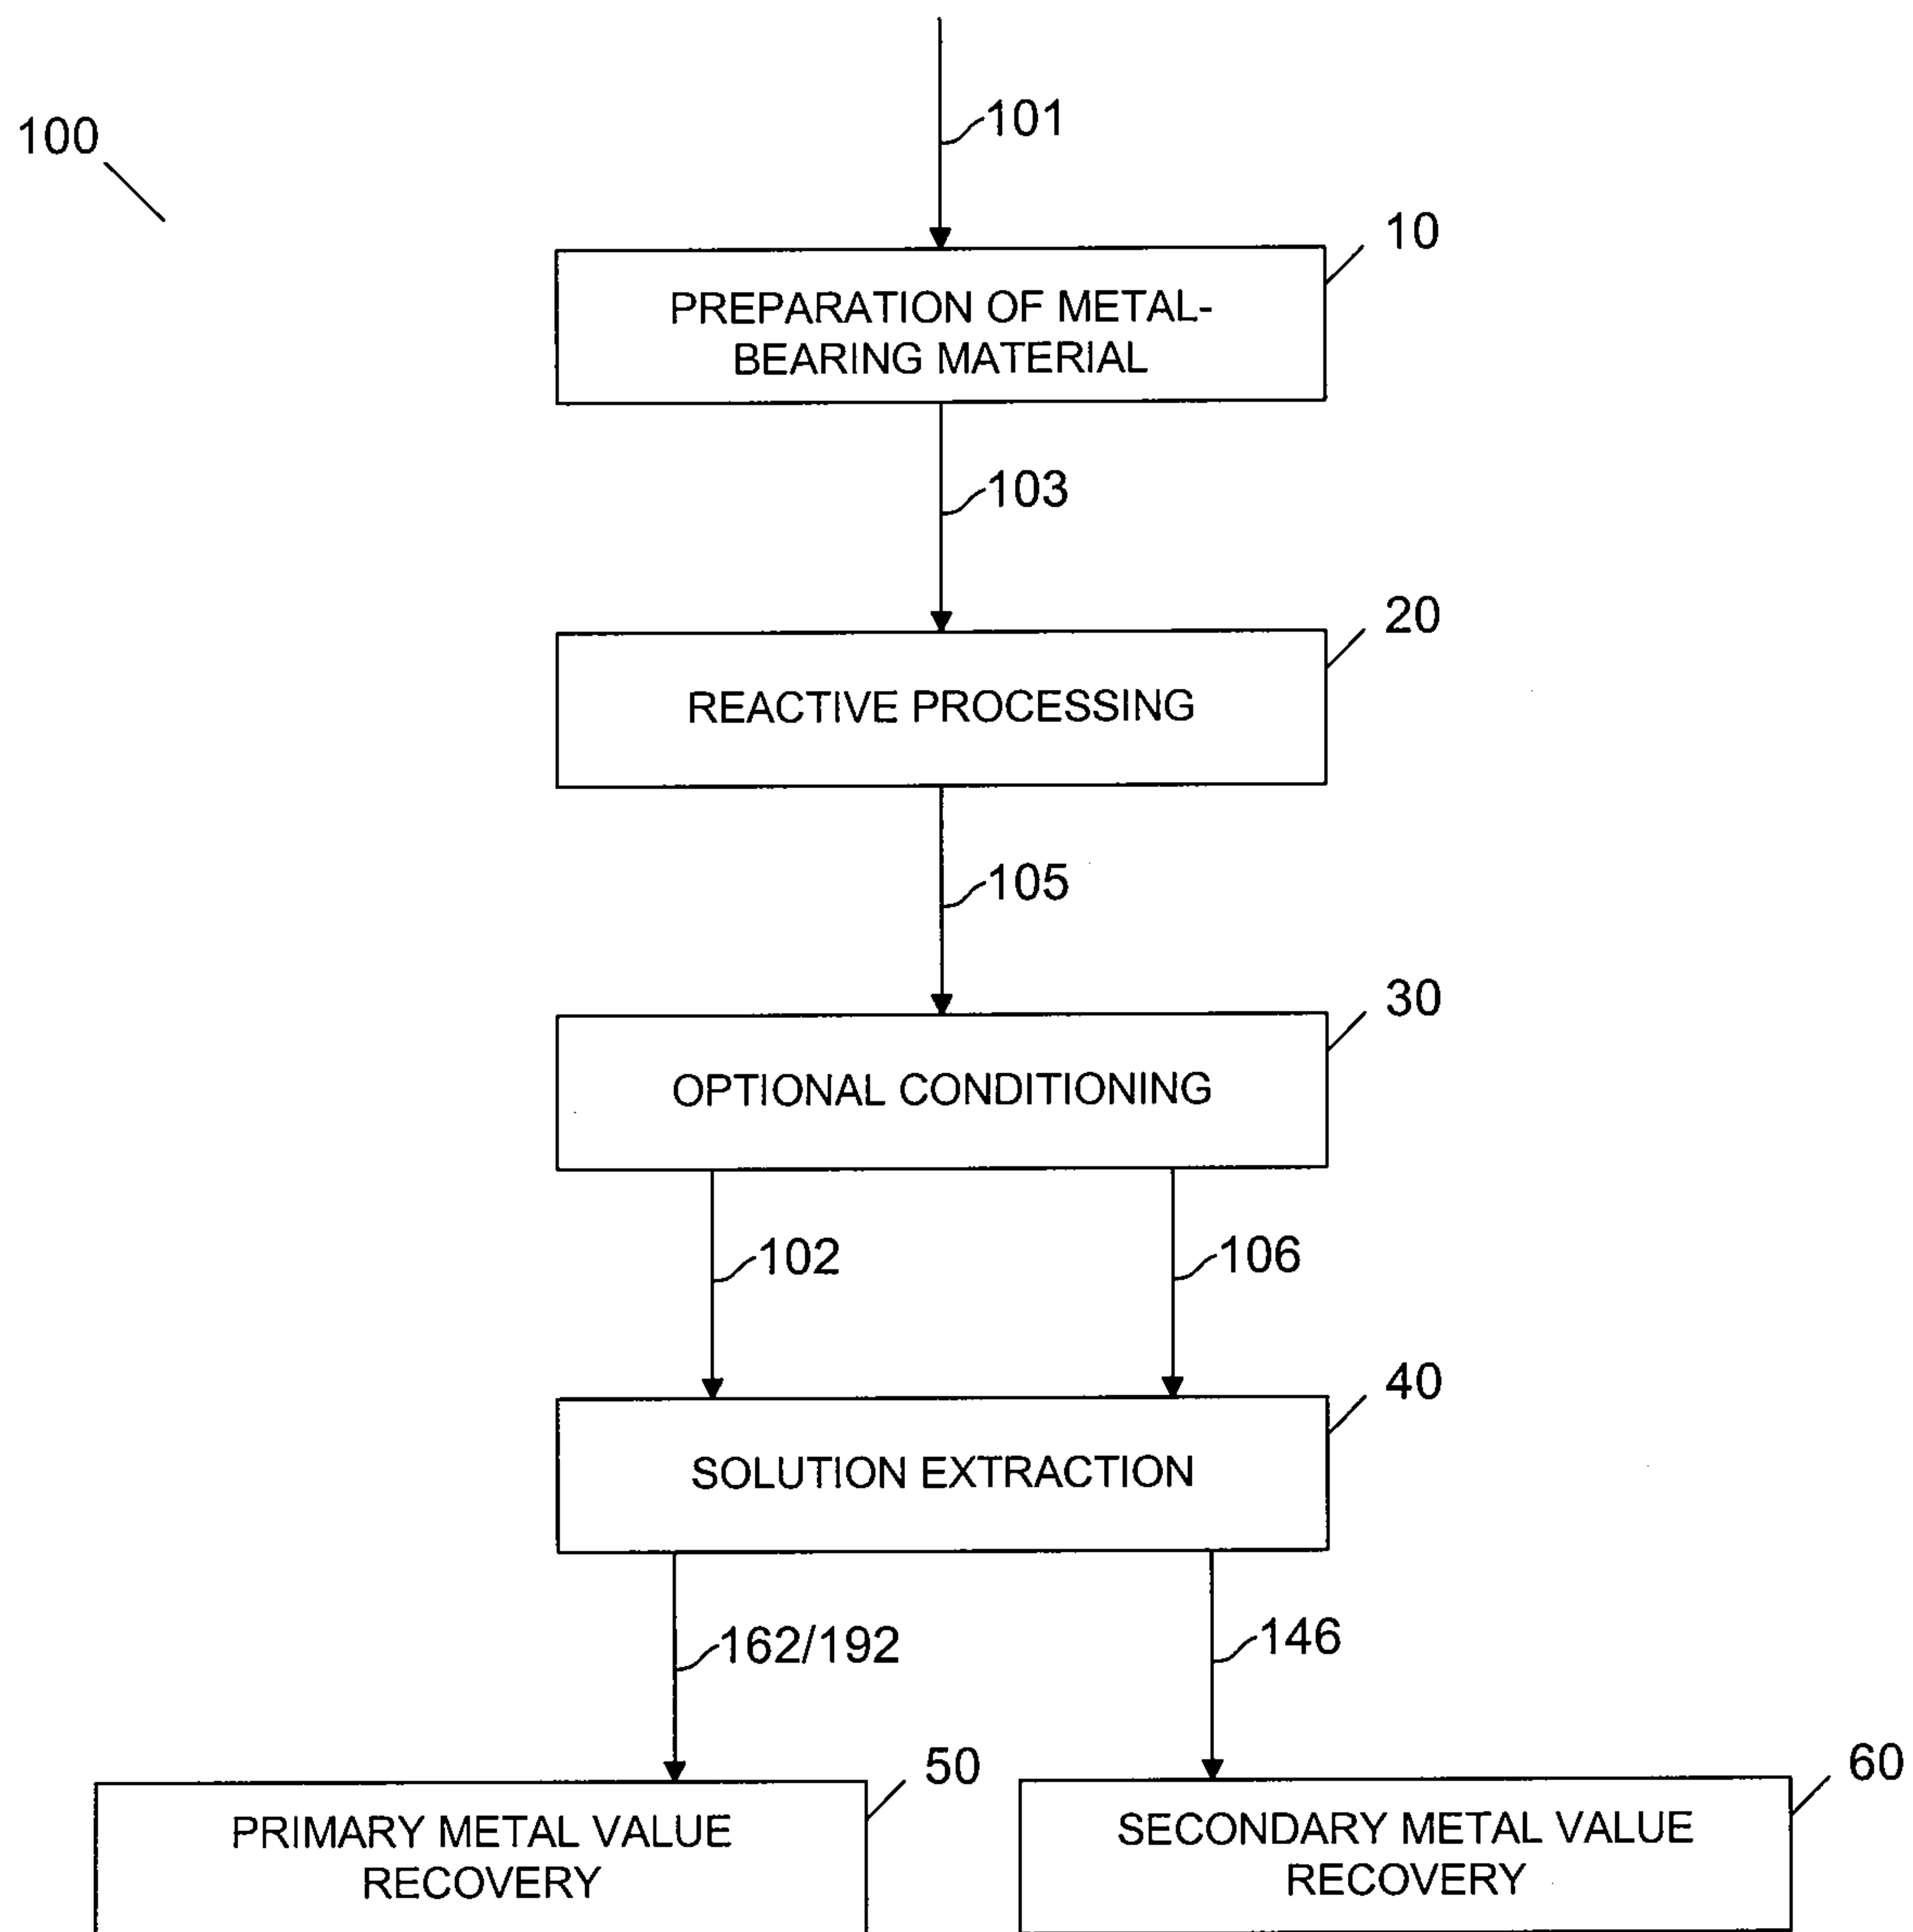 101
100
10
PREPARATION OF METAL-
BEARING MATERIAL
103
20
REACTIVE PROCESSING
105
30
OPTIONAL CONDITIONING
102
106
40
SOLUTION EXTRACTION
162/192
146
50
60
PRIMARY METAL VALUE
RECOVERY
SECONDARY METAL VALUE
RECOVERY